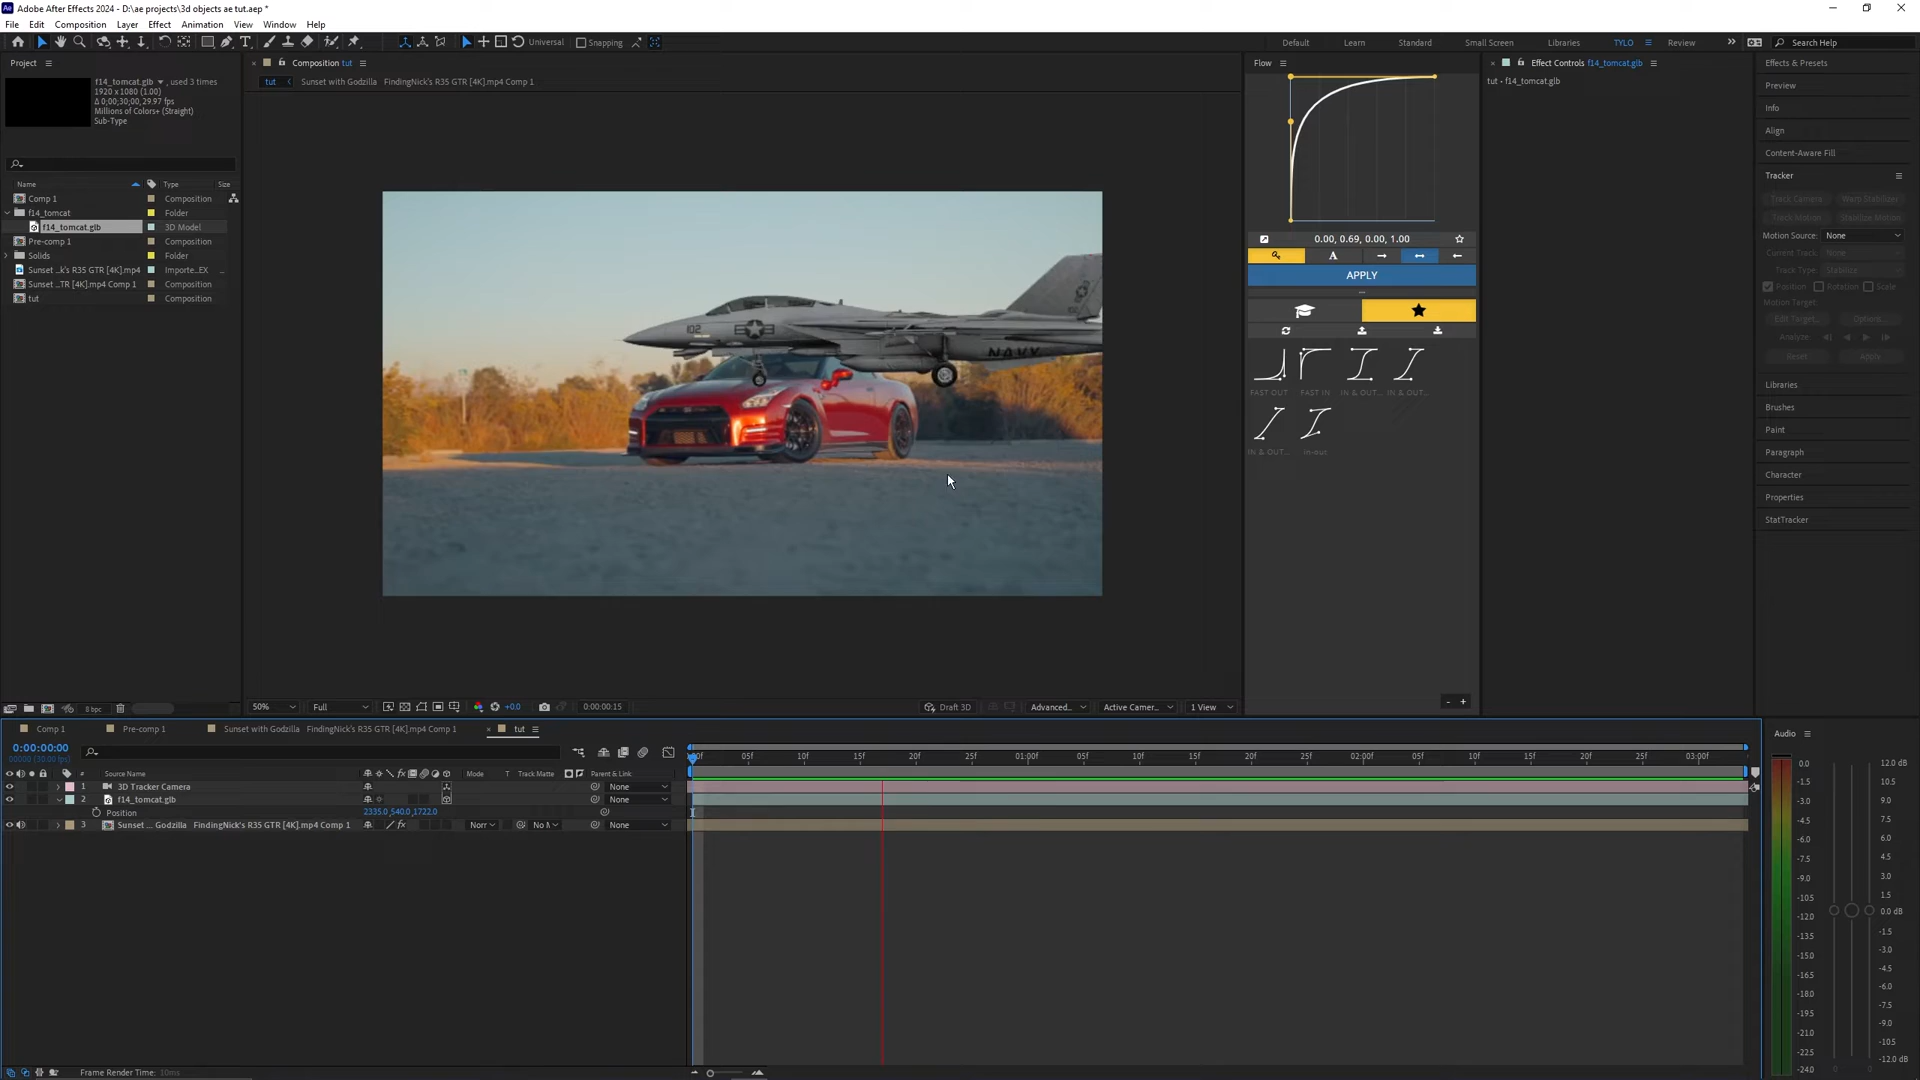 Adobe After Effects 2024 - D:\ae projects\3d objects ae tut.aep *
File Edit Composition Layer Effect Animation View Window Help
Universal Snapping Default Learn Standard Small Screen Libraries TYLO Review Search Help
Project
f14_tomcat.glb , used 3 times
1920 x 1080 (1.00)
Δ 0;00;30;00, 29.97 fps
Millions of Colors+ (Straight)
Sub-Type
Name Type Size
Comp 1 Composition
f14_tomcat Folder
f14_tomcat.glb 3D Model
Pre-comp 1 Composition
Solids Folder
Sunset ..k's R35 GTR [4K].mp4 Importe..EX
Sunset ..TR [4K].mp4 Comp 1 Composition
tut Composition
8 bpc
Composition tut
tut Sunset with Godzilla FindingNick's R35 GTR [4K].mp4 Comp 1
102
NAVY
50% Full +0.0 0:00:00:15 Draft 3D Advanced... Active Camer... 1 View
Flow
0.00, 0.69, 0.00, 1.00
A
APPLY
FAST OUT FAST IN IN & OUT... IN & OUT...
IN & OUT... in-out
- +
Effect Controls f14_tomcat.glb
tut • f14_tomcat.glb
Effects & Presets
Preview
Info
Align
Content-Aware Fill
Tracker
Track Camera Warp Stabilizer
Track Motion Stabilize Motion
Motion Source: None
Current Track: None
Track Type: Stabilize
Position Rotation Scale
Motion Target:
Edit Target... Options...
Analyze:
Reset Apply
Libraries
Brushes
Paint
Paragraph
Character
Properties
StatTracker
Comp 1 Pre-comp 1 Sunset with Godzilla FindingNick's R35 GTR [4K].mp4 Comp 1 tut
0:00:00:00
00000 (30.00 fps)
:00f 05f 10f 15f 20f 25f 01:00f 05f 10f 15f 20f 25f 02:00f 05f 10f 15f 20f 25f 03:00f
# Source Name Mode T Track Matte Parent & Link
1 3D Tracker Camera None
2 f14_tomcat.glb None
Position 2335.0,540.0,1722.0
3 Sunset ... Godzilla FindingNick's R35 GTR [4K].mp4 Comp 1 Norr No M None
Frame Render Time: 10ms
Audio
0.0 12.0 dB
-1.5 10.5
-3.0 9.0
-4.5 7.5
-6.0 6.0
-7.5 4.5
-9.0 3.0
-10.5 1.5
-12.0 0.0 dB
-13.5 -1.5
-15.0 -3.0
-16.5 -4.5
-18.0 -6.0
-19.5 -7.5
-21.0 -9.0
-22.5 -10.5
-24.0 -12.0 dB